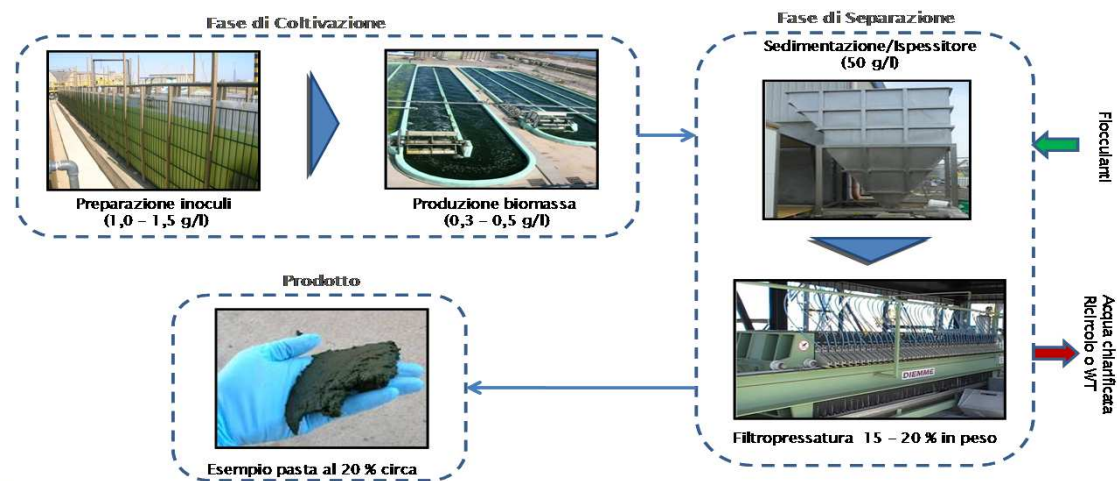 Fase di Coltivazione
Preparazione inoculi
(1,0 – 1,5 g/l)
Produzione biomassa
(0,3 – 0,5 g/l)
Fase di Separazione
Sedimentazione/Ispessitore
(50 g/l)
Flocculanti
DIEMME
Filtropressatura 15 – 20 % in peso
Acqua chlarificata
Ricircolo o WT
Prodotto
Esempio pasta al 20 % circa